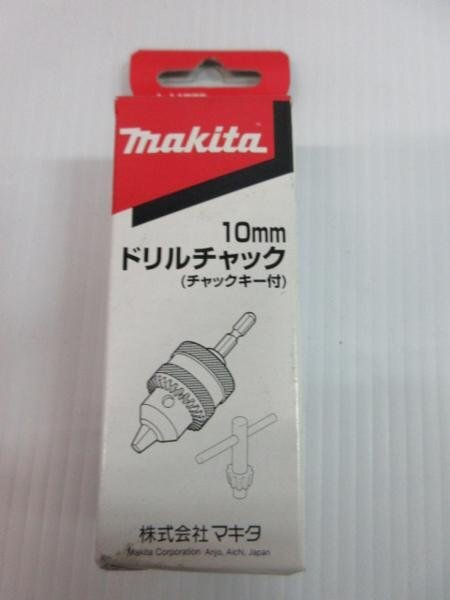 makita
10mm
ドリルチャック
(チャックキー付)
株式会社マキタ
Makita Corporation Anjo, Aichi, Japan